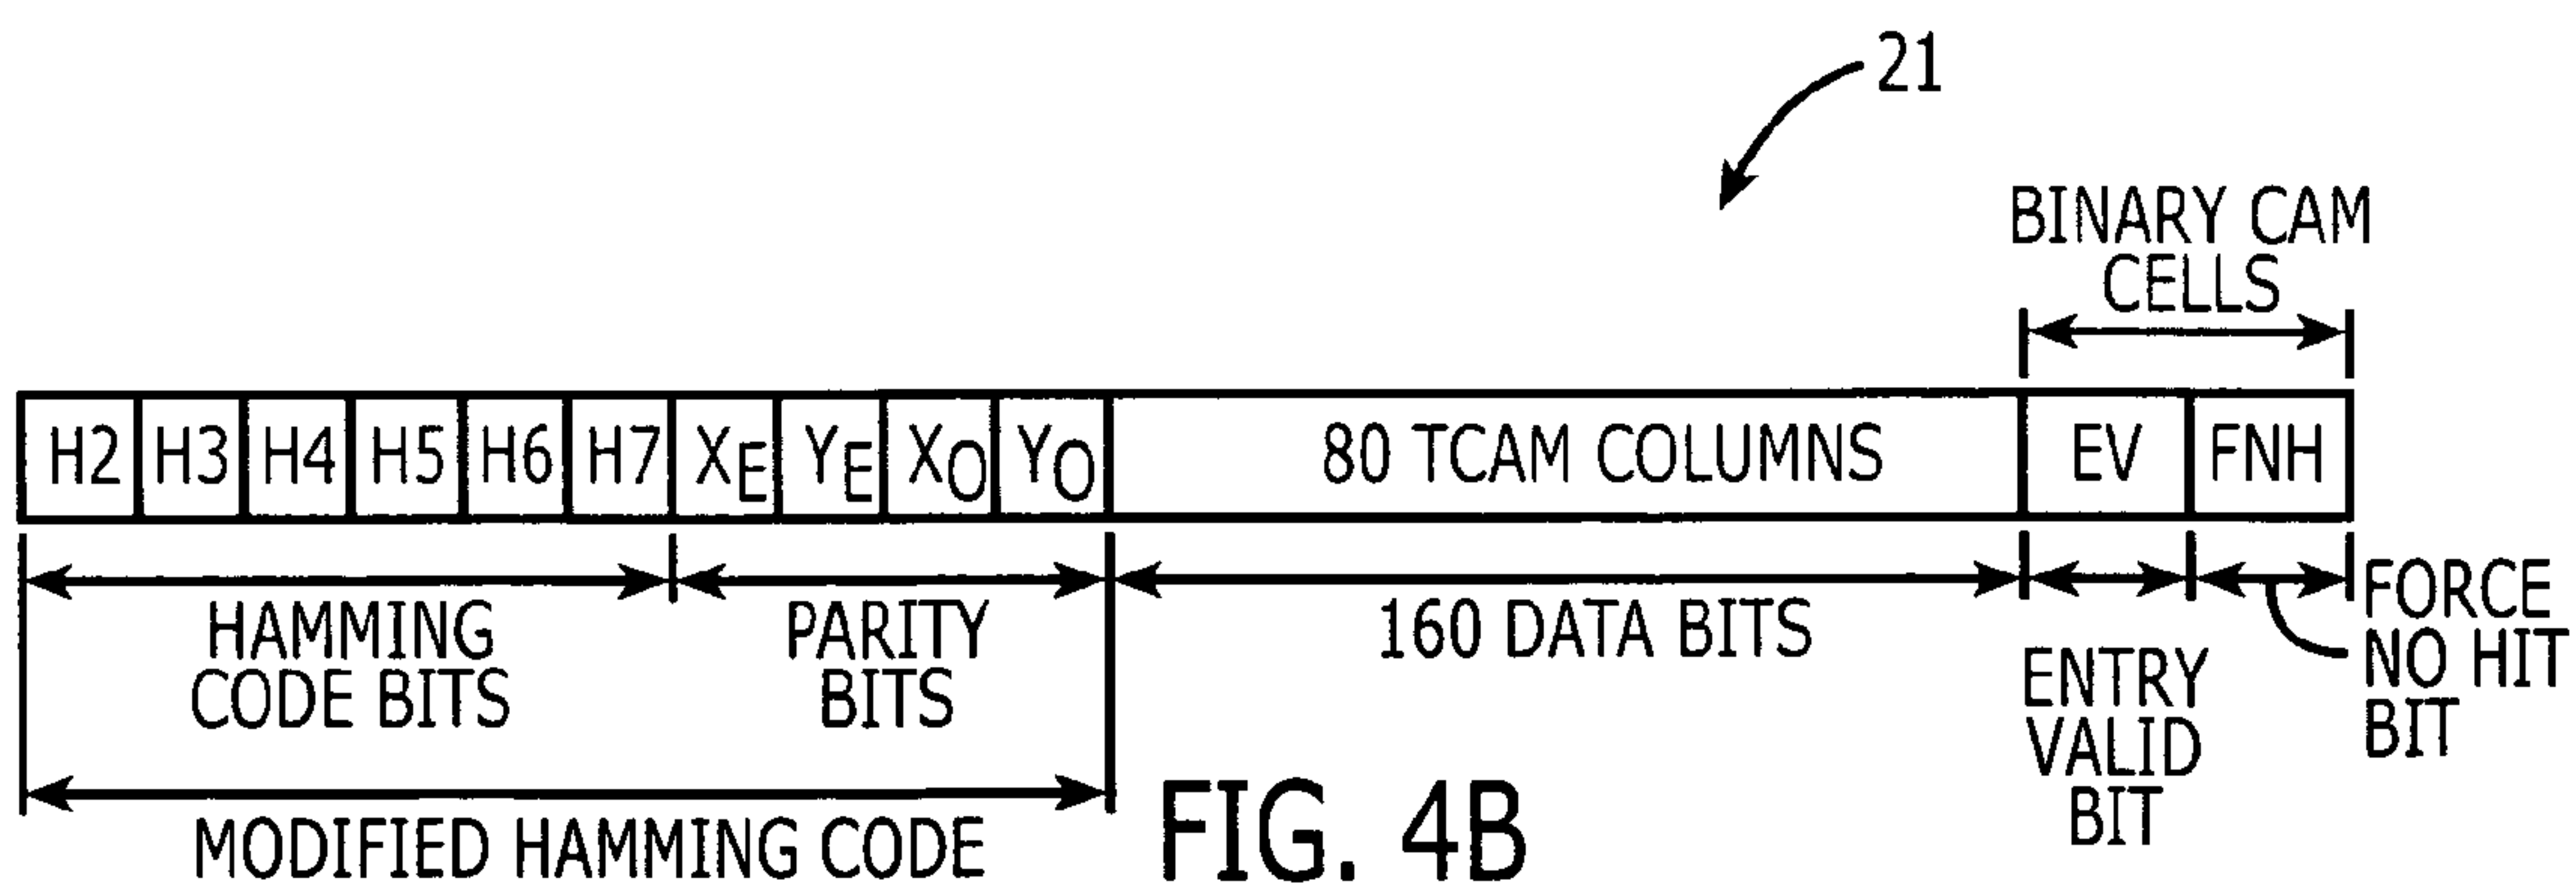 21
BINARY CAM
CELLS
H2 H3 H4 H5 H6 H7 XE YE XO YO 80 TCAM COLUMNS EV FNH
HAMMING
CODE BITS
PARITY
BITS
160 DATA BITS
ENTRY
VALID
BIT
FORCE
NO HIT
BIT
MODIFIED HAMMING CODE
FIG. 4B